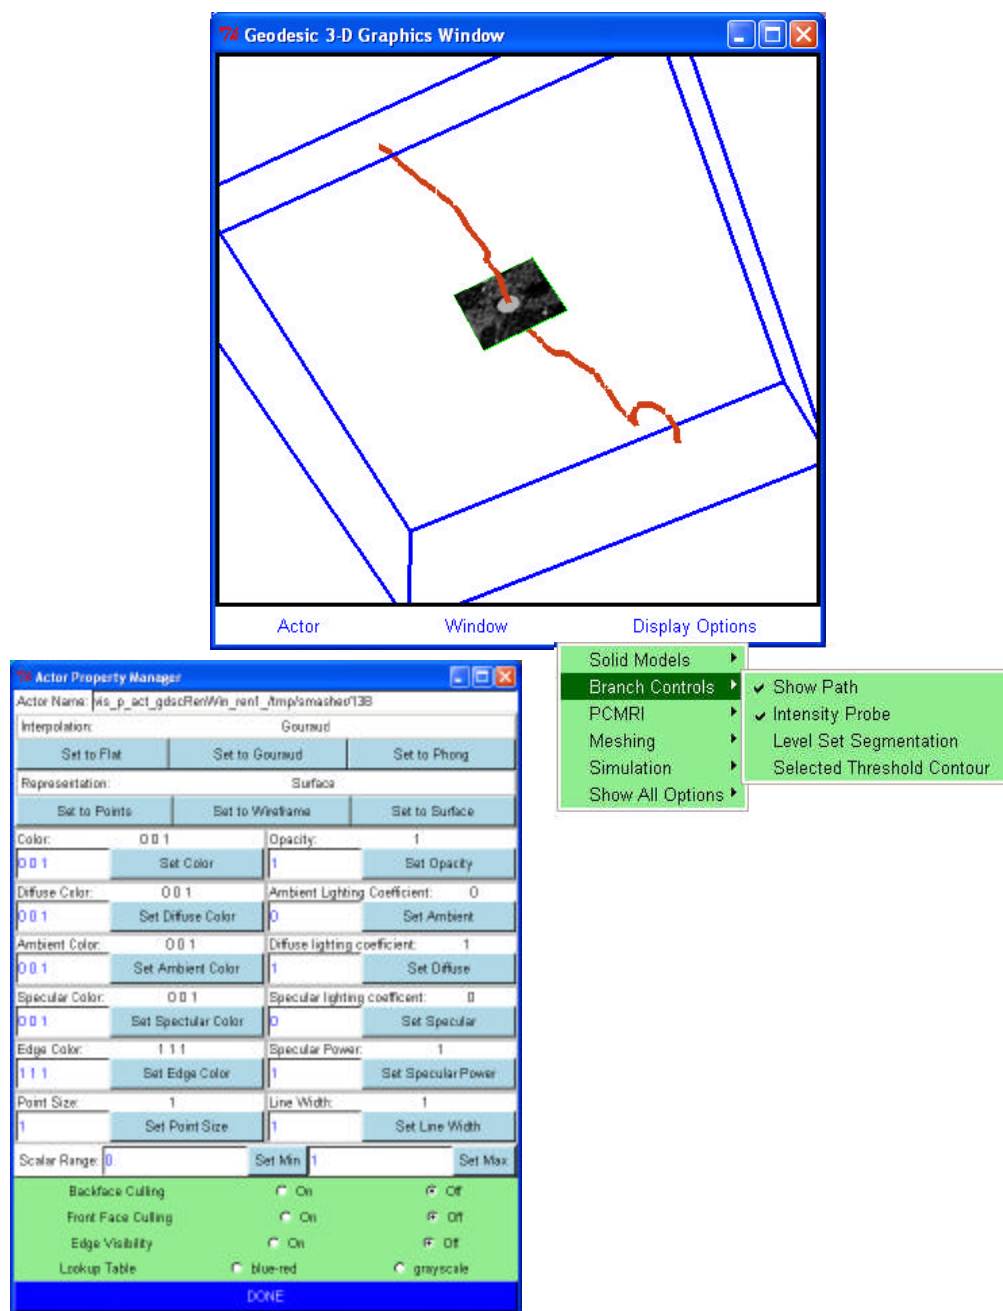 Geodesic 3-D Graphics Window
Actor Window Display Options
Solid Models
Branch Controls
PCMRI
Meshing
Simulation
Show All Options
Show Path
Intensity Probe
Level Set Segmentation
Selected Threshold Contour
Actor Property Manager
Actor Name: vis_p_act_gdscRenWin_ren1_/tmp/smasher/138
Interpolation: Gouraud
Set to Flat Set to Gouraud Set to Phong
Representation: Surface
Set to Points Set to Wireframe Set to Surface
Color: 0 0 1 Opacity: 1
0 0 1 Set Color 1 Set Opacity
Diffuse Color: 0 0 1 Ambient Lighting Coefficient: 0
0 0 1 Set Diffuse Color 0 Set Ambient
Ambient Color: 0 0 1 Diffuse lighting coefficient: 1
0 0 1 Set Ambient Color 1 Set Diffuse
Specular Color: 0 0 1 Specular lighting coefficent: 0
0 0 1 Set Spectular Color 0 Set Specular
Edge Color: 1 1 1 Specular Power: 1
1 1 1 Set Edge Color 1 Set Specular Power
Point Size: 1 Line Width: 1
1 Set Point Size 1 Set Line Width
Scalar Range: 0 Set Min 1 Set Max
Backface Culling On Off
Front Face Culling On Off
Edge Visibility On Off
Lookup Table blue-red grayscale
DONE